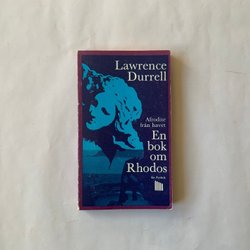 Lawrence
Durrell
Afrodite
från havet
En
bok
om
Rhodos